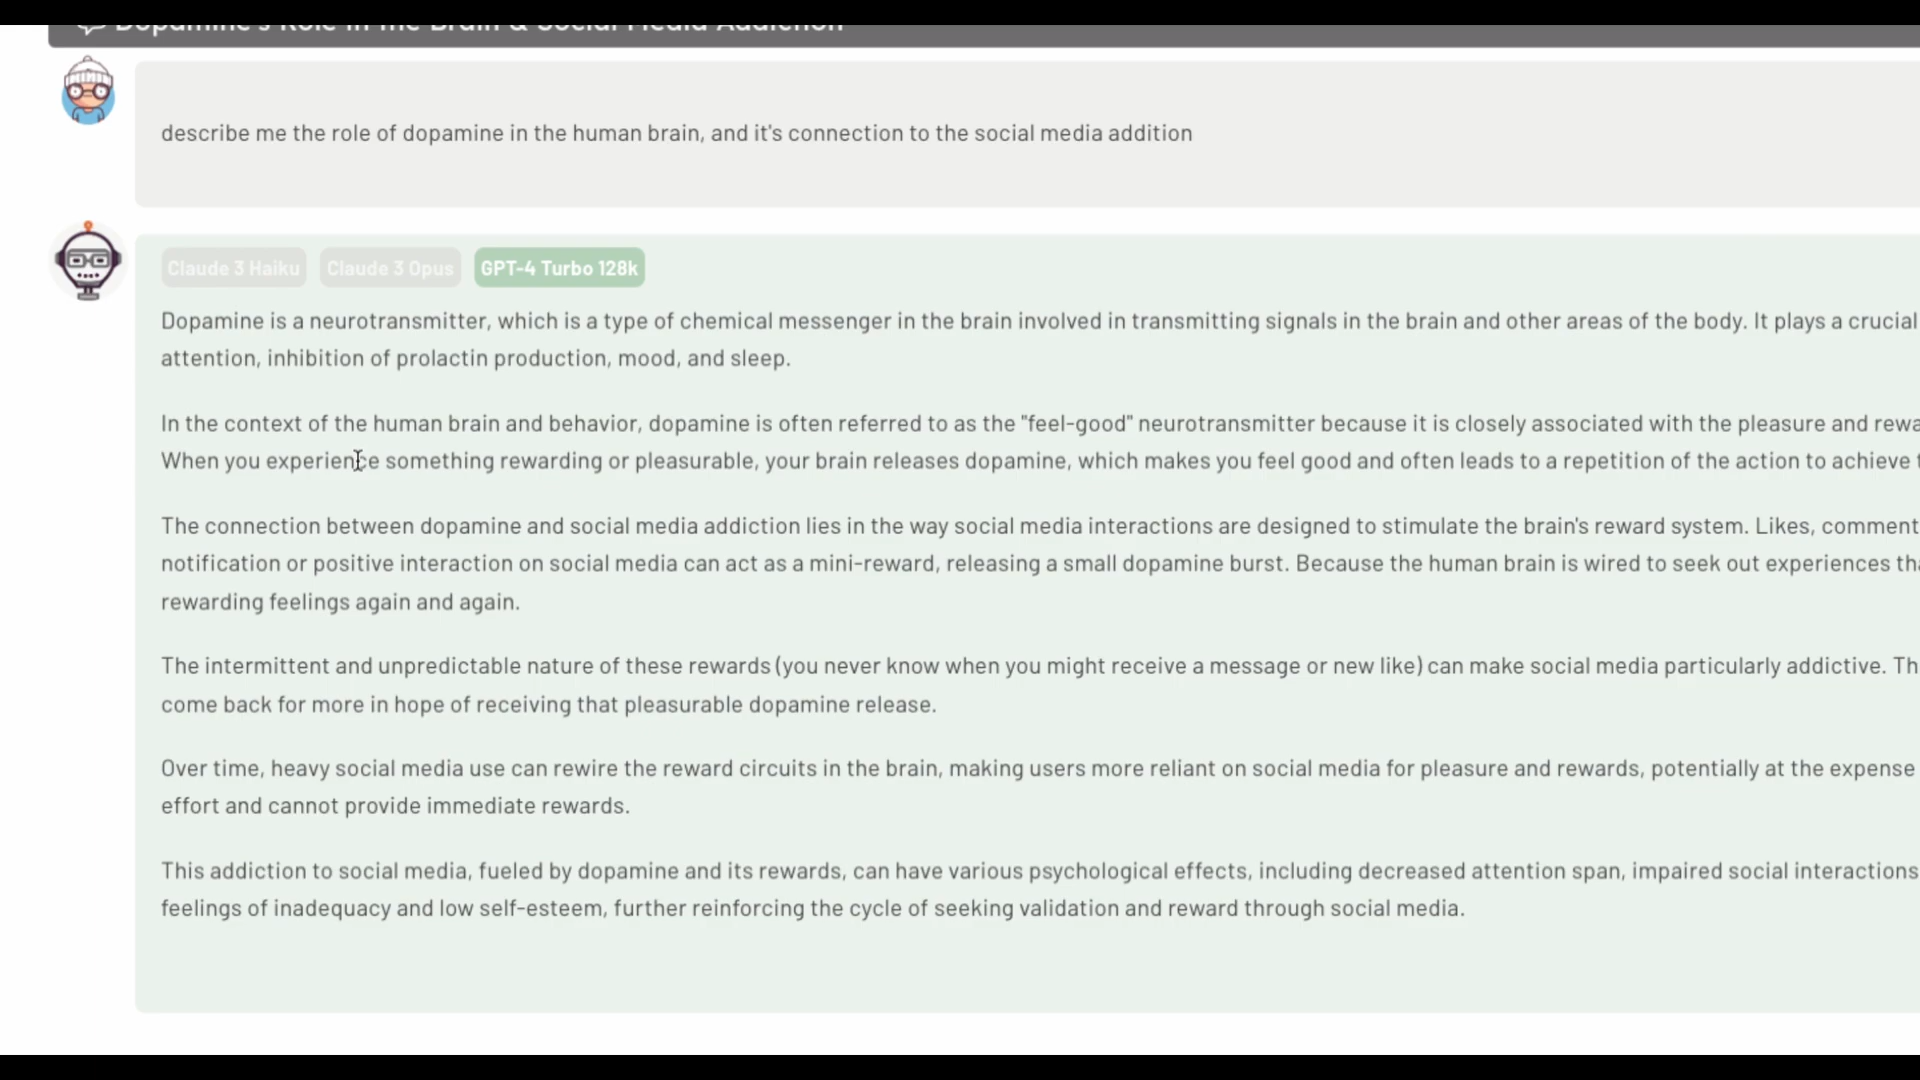 Dopamine's Role in the Brain & Social Media Addiction
describe me the role of dopamine in the human brain, and it's connection to the social media addition
Claude 3 Haiku Claude 3 Opus GPT-4 Turbo 128k
Dopamine is a neurotransmitter, which is a type of chemical messenger in the brain involved in transmitting signals in the brain and other areas of the body. It plays a crucial
attention, inhibition of prolactin production, mood, and sleep.
In the context of the human brain and behavior, dopamine is often referred to as the "feel-good" neurotransmitter because it is closely associated with the pleasure and
When you experience something rewarding or pleasurable, your brain releases dopamine, which makes you feel good and often leads to a repetition of the action to achieve
The connection between dopamine and social media addiction lies in the way social media interactions are designed to stimulate the brain's reward system. Likes, comment
notification or positive interaction on social media can act as a mini-reward, releasing a small dopamine burst. Because the human brain is wired to seek out experiences
rewarding feelings again and again.
The intermittent and unpredictable nature of these rewards (you never know when you might receive a message or new like) can make social media particularly addictive.
come back for more in hope of receiving that pleasurable dopamine release.
Over time, heavy social media use can rewire the reward circuits in the brain, making users more reliant on social media for pleasure and rewards, potentially at the expense
effort and cannot provide immediate rewards.
This addiction to social media, fueled by dopamine and its rewards, can have various psychological effects, including decreased attention span, impaired social interactions
feelings of inadequacy and low self-esteem, further reinforcing the cycle of seeking validation and reward through social media.